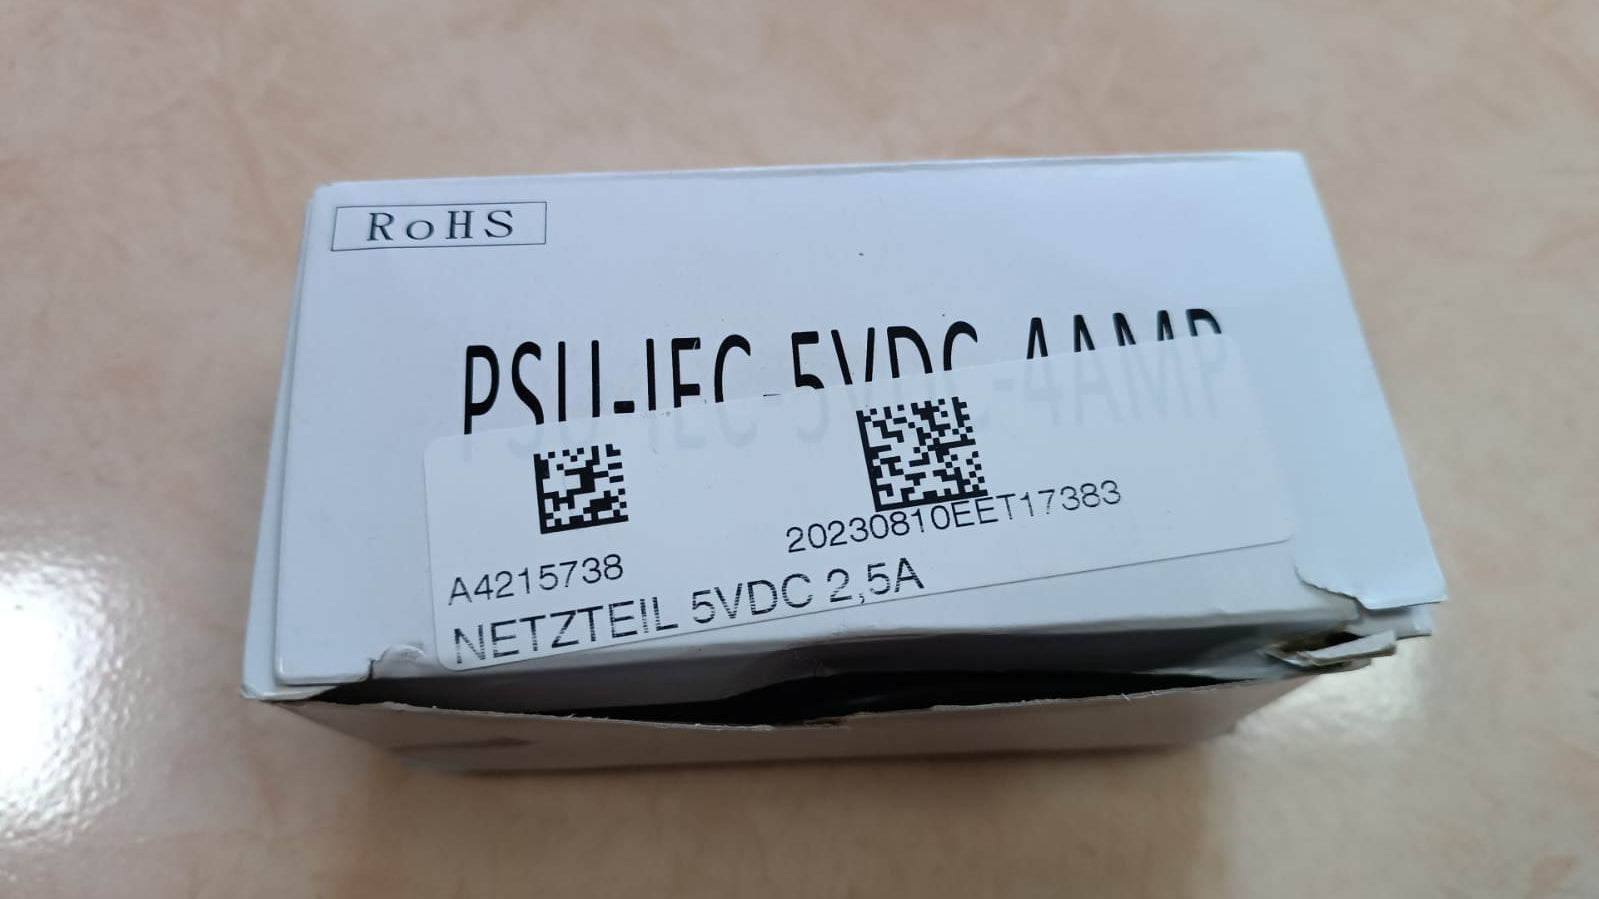 RoHS
PSU-IEC-5VDC-4AMP
A4215738
20230810EET17383
NETZTEIL 5VDC 2,5A